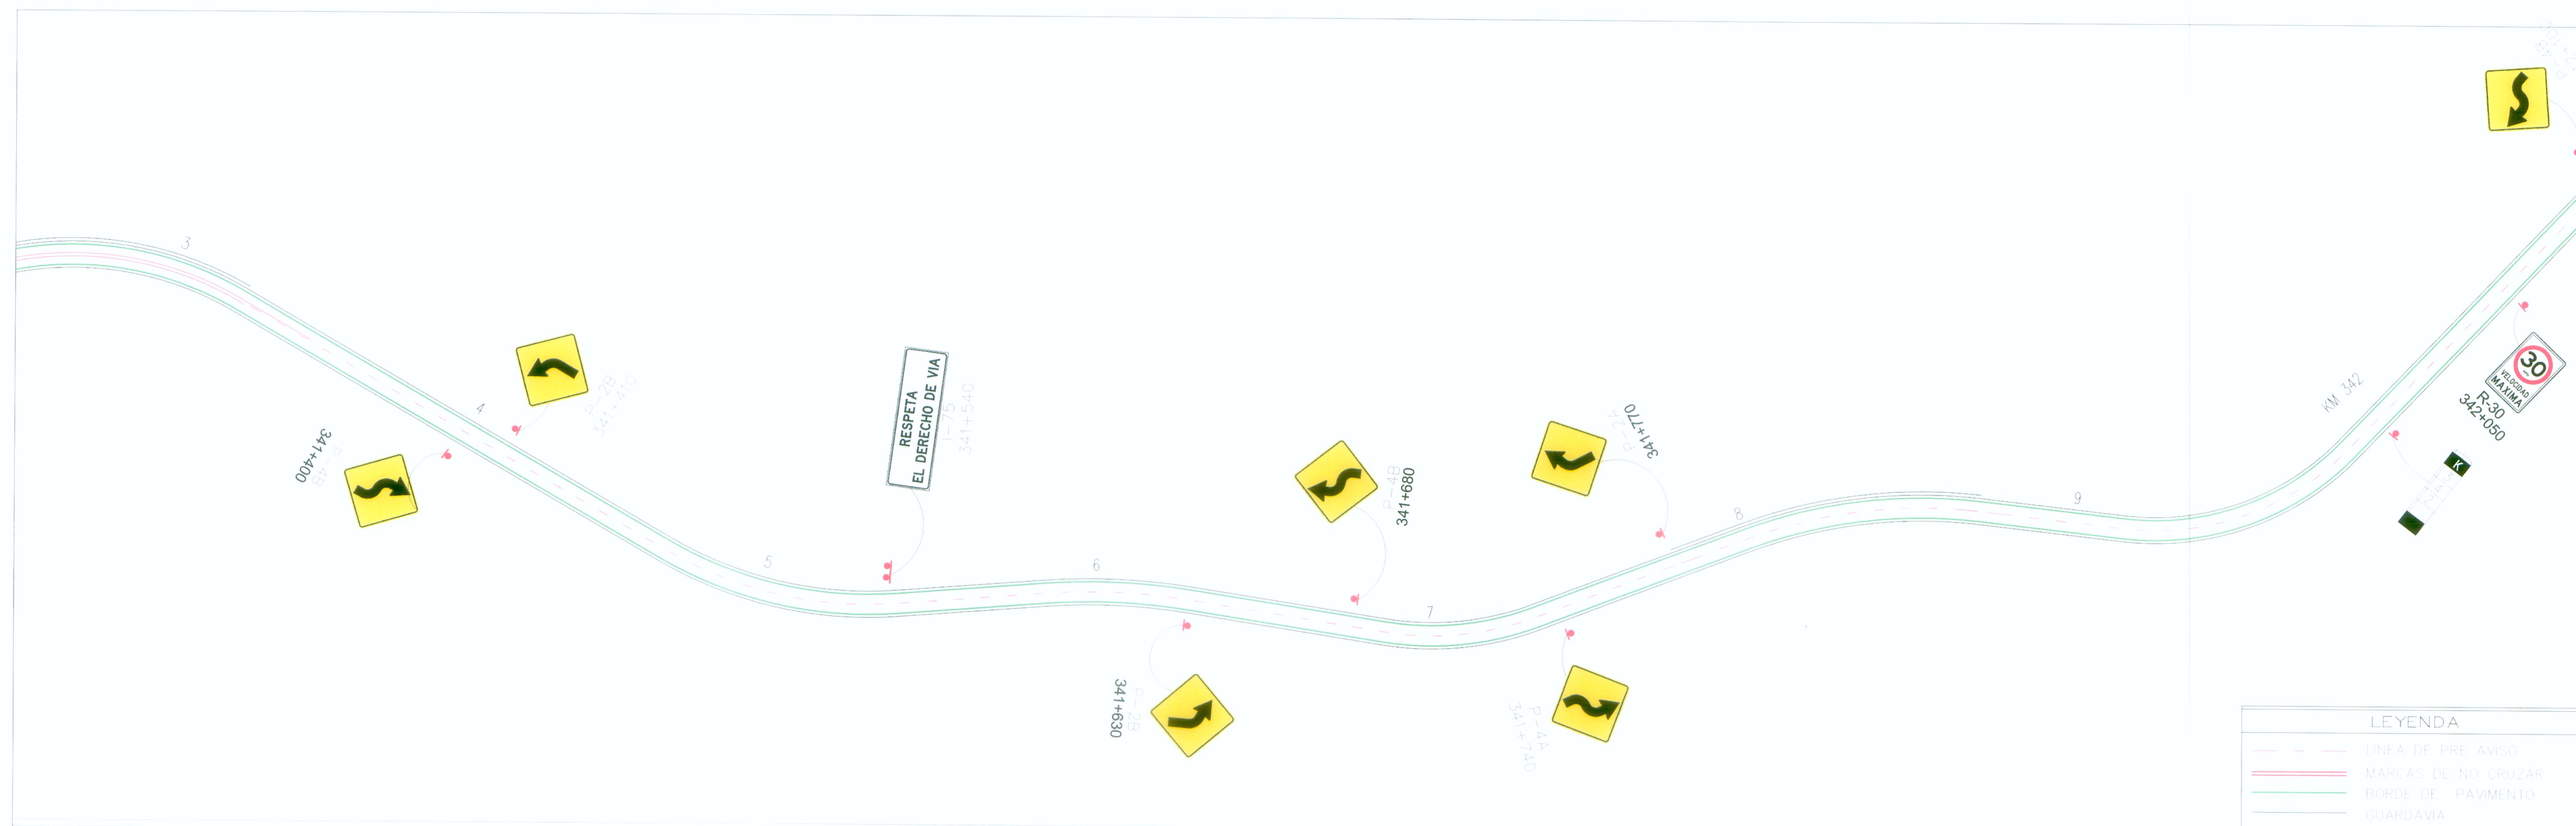 3
4
P-4B
341+400
P-2B
341+410
5
RESPETA
EL DERECHO DE VIA
I-75
341+540
6
P-2B
341+630
P-4B
341+680
7
P-2A
341+770
P-4A
341+740
8
9
KM 342
30
VELOCIDAD
MAXIMA
R-30
342+050
K
LEYENDA
LINEA DE PRE AVISO
MARCAS DE NO CRUZAR
BORDE DE PAVIMENTO
GUARDAVIA